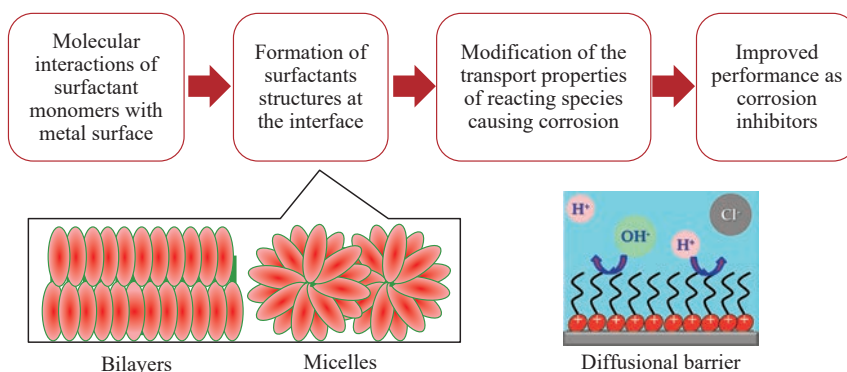 Molecular
interactions of
surfactant
monomers with
metal surface
Formation of
surfactants
structures at
the interface
Modification of the
transport properties
of reacting species
causing corrosion
Improved
performance as
corrosion
inhibitors
Bilayers
Micelles
H+
OH-
H+
Cl-
+ + + + + + + + +
Diffusional barrier